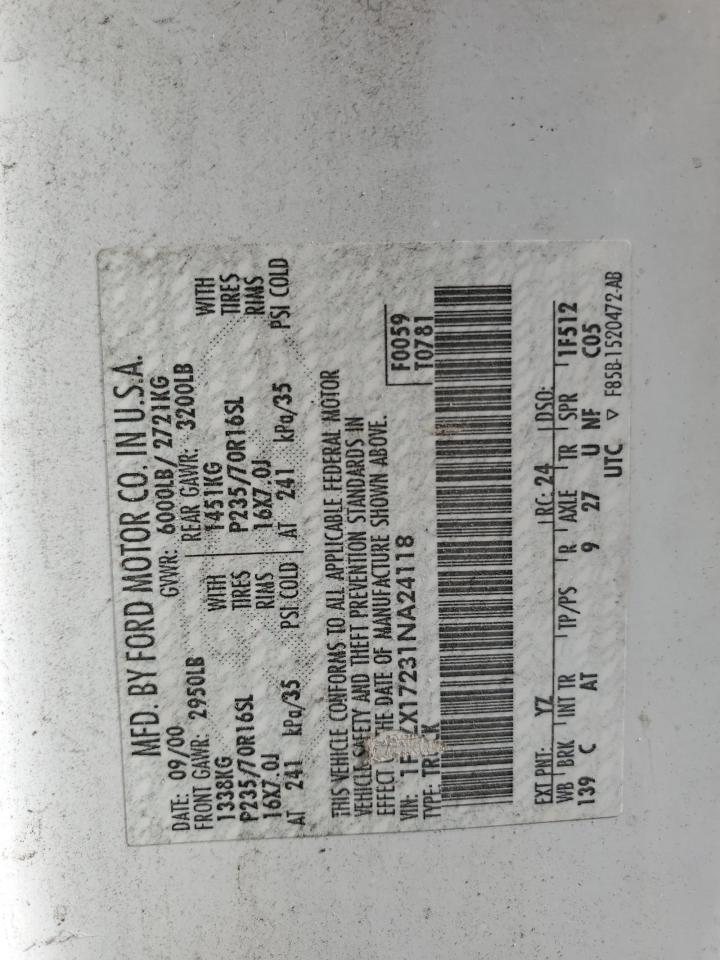 MFD. BY FORD MOTOR CO. IN U.S.A.
DATE: 09/00 GVWR: 6000LB/ 2721KG
FRONT GAWR: 2950LB REAR GAWR: 3200LB
1338KG WITH 1451KG WITH
P235/70R16SL TIRES P235/70R16SL TIRES
16X7.0J RIMS 16X7.0J RIMS
AT 241 kPa/35 PSI COLD AT 241 kPa/35 PSI COLD
THIS VEHICLE CONFORMS TO ALL APPLICABLE FEDERAL MOTOR
VEHICLE SAFETY AND THEFT PREVENTION STANDARDS IN
EFFECT THE DATE OF MANUFACTURE SHOWN ABOVE.
VIN: 1F ZX17231NA24118 F0059
TYPE: TRUCK T0781
EXT PNT: YZ RC: 24 DSO:
WB BRK INT TR TP/PS R AXLE TR SPR 1F512
139 C AT 9 27 U NF C05
UTC ▽ F85B-1520472-AB